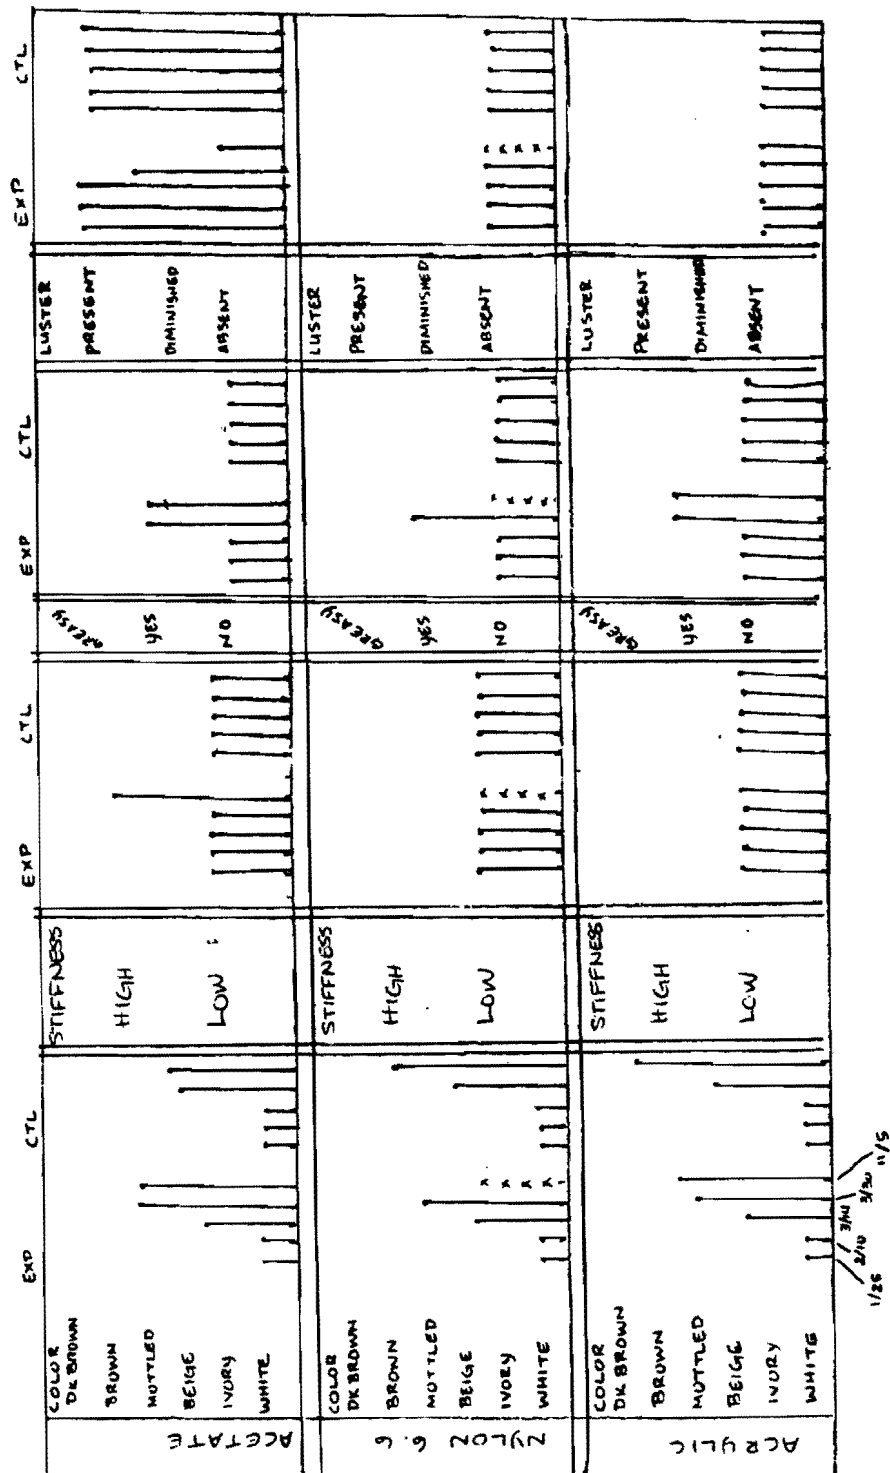 EXP CTL EXP CTL EXP CTL EXP CTL
ACETATE
COLOR
DK BROWN
BROWN
MOTTLED
BEIGE
IVORY
WHITE
STIFFNESS
HIGH
LOW
GREASY
YES
NO
LUSTER
PRESENT
DIMINISHED
ABSENT
NYLON 6.6
COLOR
DK BROWN
BROWN
MOTTLED
BEIGE
IVORY
WHITE
STIFFNESS
HIGH
LOW
GREASY
YES
NO
LUSTER
PRESENT
DIMINISHED
ABSENT
ACRYLIC
COLOR
DK BROWN
BROWN
MOTTLED
BEIGE
IVORY
WHITE
STIFFNESS
HIGH
LOW
GREASY
YES
NO
LUSTER
PRESENT
DIMINISHED
ABSENT
1/25 2/10 3/14 3/30 11/5